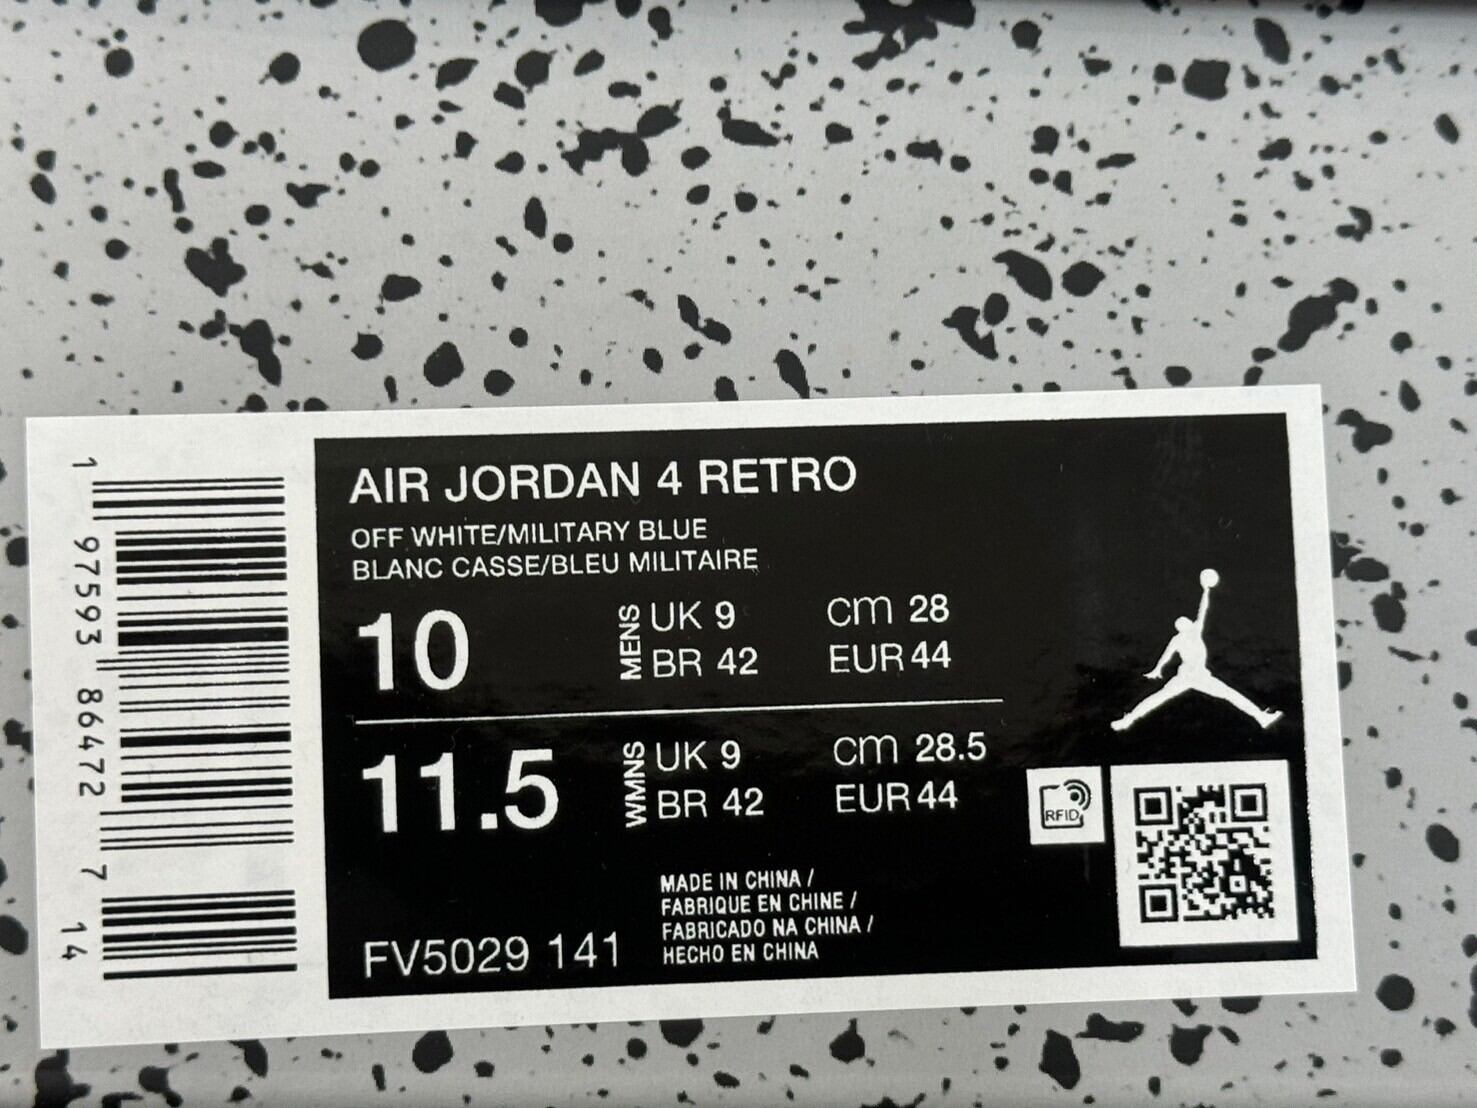 AIR JORDAN 4 RETRO
OFF WHITE/MILITARY BLUE
BLANC CASSE/BLEU MILITAIRE
10 MENS UK 9 CM 28
BR 42 EUR 44
11.5 WMNS UK 9 CM 28.5
BR 42 EUR 44
RFID
MADE IN CHINA /
FABRIQUE EN CHINE /
FABRICADO NA CHINA /
HECHO EN CHINA
FV5029 141
1 97593 86472 7 14